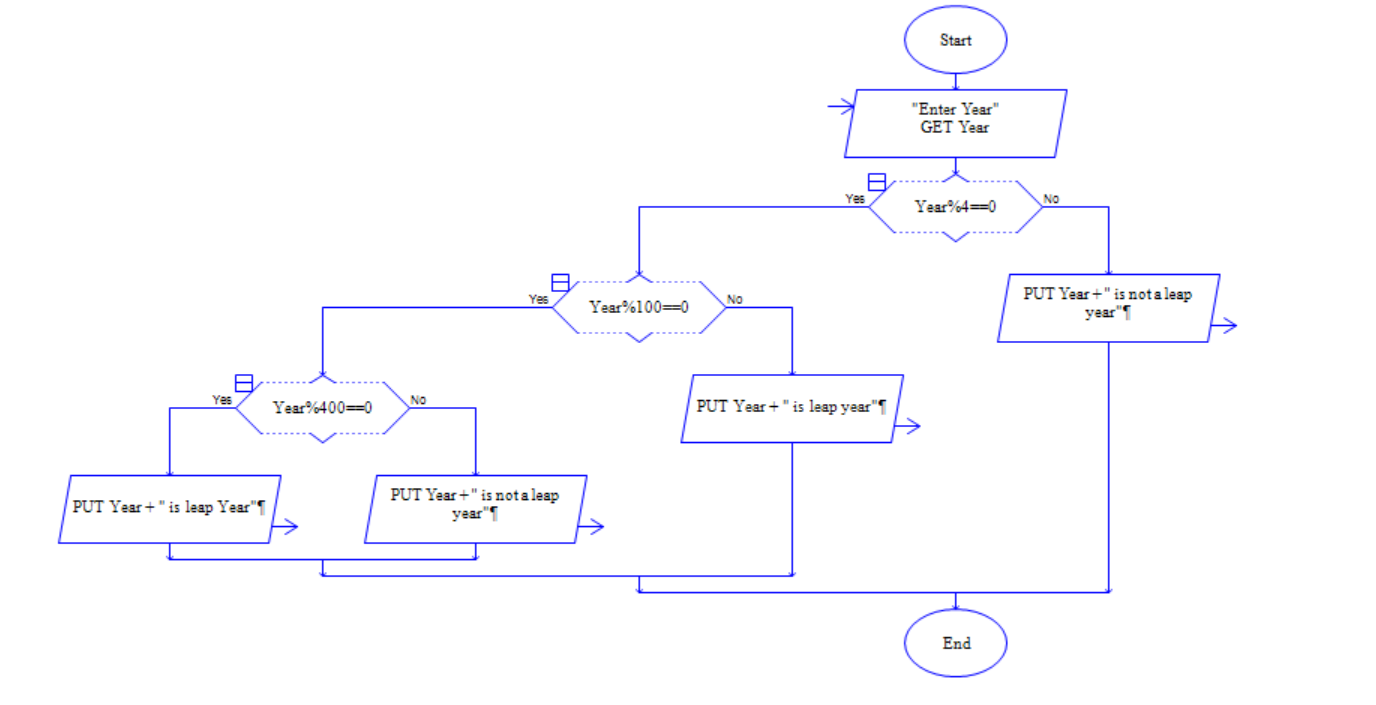 Start
"Enter Year"
GET Year
Yes
Year%4==0
No
Yes
Year%100==0
No
PUT Year+" is not a leap
year"¶
Yes
Year%400==0
No
PUT Year+" is leap year"¶
PUT Year+" is leap Year"¶
PUT Year+" is not a leap
year"¶
End